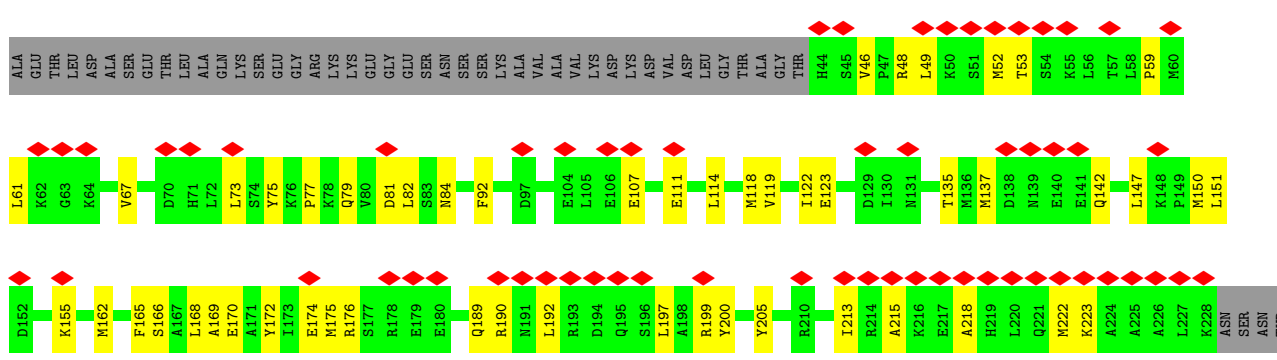 ALA GLU THR LEU ASP ALA SER GLU THR LEU ALA GLN LYS SER GLU GLY ARG LYS LYS GLU GLY GLU SER ASN SER SER LYS ALA VAL ALA VAL LYS ASP LYS ASP VAL ASP LEU GLY THR ALA GLY THR H44 S45 V46 P47 R48 L49 K50 S51 M52 T53 S54 K55 L56 T57 L58 P59 M60
L61 K62 G63 K64 V67 D70 H71 L72 L73 S74 Y75 K76 P77 K78 Q79 V80 D81 L82 S83 N84 F92 D97 E104 L105 E106 E107 E111 L114 M118 V119 I122 E123 D129 I130 N131 T135 M136 M137 D138 N139 E140 E141 Q142 L147 K148 P149 M150 L151
D152 K155 M162 F165 S166 A167 L168 A169 E170 A171 Y172 I173 E174 M175 R176 S177 R178 E179 E180 Q189 R190 N191 L192 R193 D194 Q195 S196 L197 A198 R199 Y200 Y205 R210 I213 R214 A215 K216 E217 A218 H219 L220 Q221 M222 K223 A224 A225 A226 L227 K228 ASN SER ASN